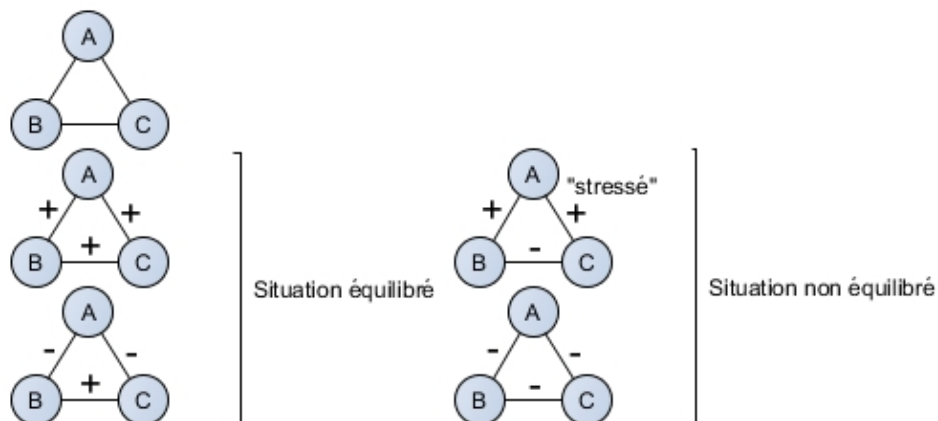 A
B C
A
+ +
+
B C
A
- -
+
B C
Situation équilibré
A "stressé"
+ +
-
B C
A
- -
-
B C
Situation non équilibré